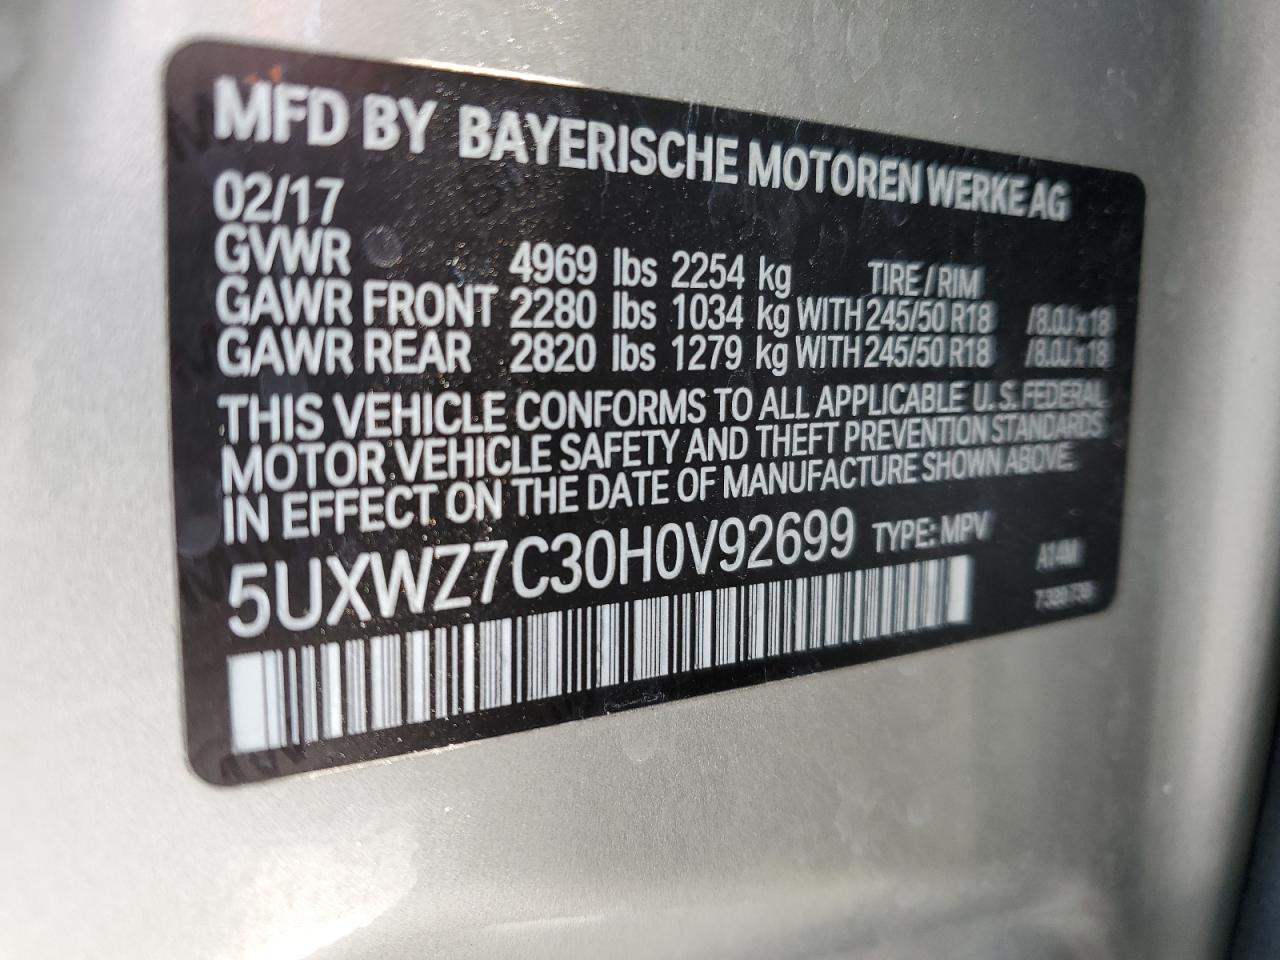 MFD BY BAYERISCHE MOTOREN WERKE AG
02/17
GVWR 4969 lbs 2254 kg TIRE / RIM
GAWR FRONT 2280 lbs 1034 kg WITH 245/50 R18 /8.0J x 18
GAWR REAR 2820 lbs 1279 kg WITH 245/50 R18 /8.0J x 18
THIS VEHICLE CONFORMS TO ALL APPLICABLE U.S. FEDERAL
MOTOR VEHICLE SAFETY AND THEFT PREVENTION STANDARDS
IN EFFECT ON THE DATE OF MANUFACTURE SHOWN ABOVE.
5UXWZ7C30H0V92699 TYPE: MPV
A14M